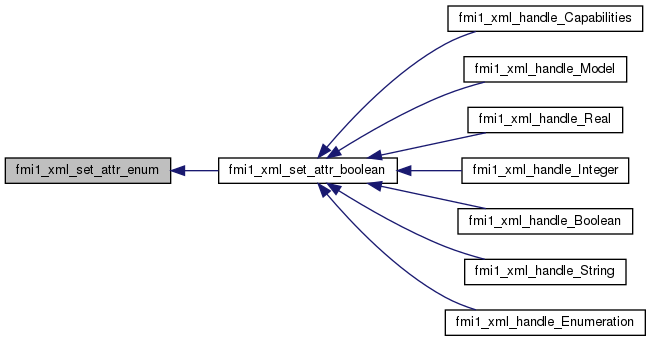 fmi1_xml_handle_Capabilities
fmi1_xml_handle_Model
fmi1_xml_handle_Real
fmi1_xml_set_attr_enum
fmi1_xml_set_attr_boolean
fmi1_xml_handle_Integer
fmi1_xml_handle_Boolean
fmi1_xml_handle_String
fmi1_xml_handle_Enumeration